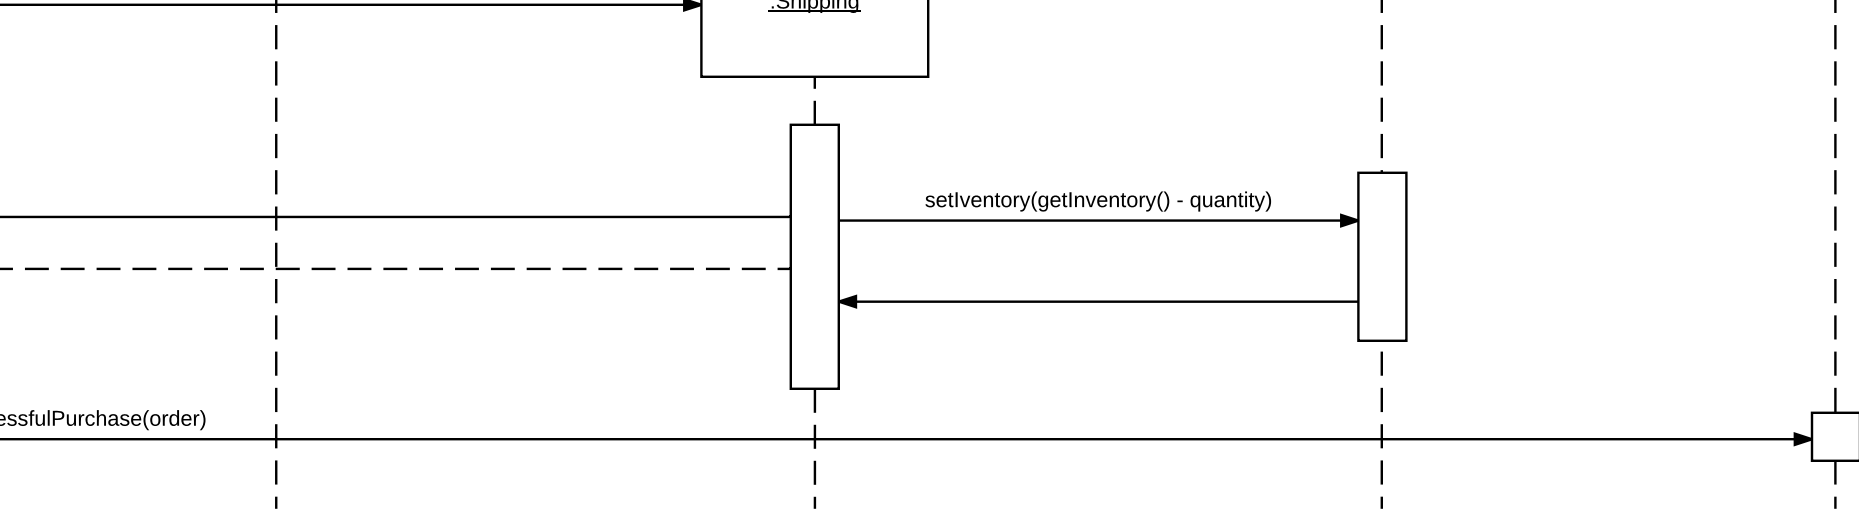 :Shipping
setIventory(getInventory() - quantity)
essfulPurchase(order)